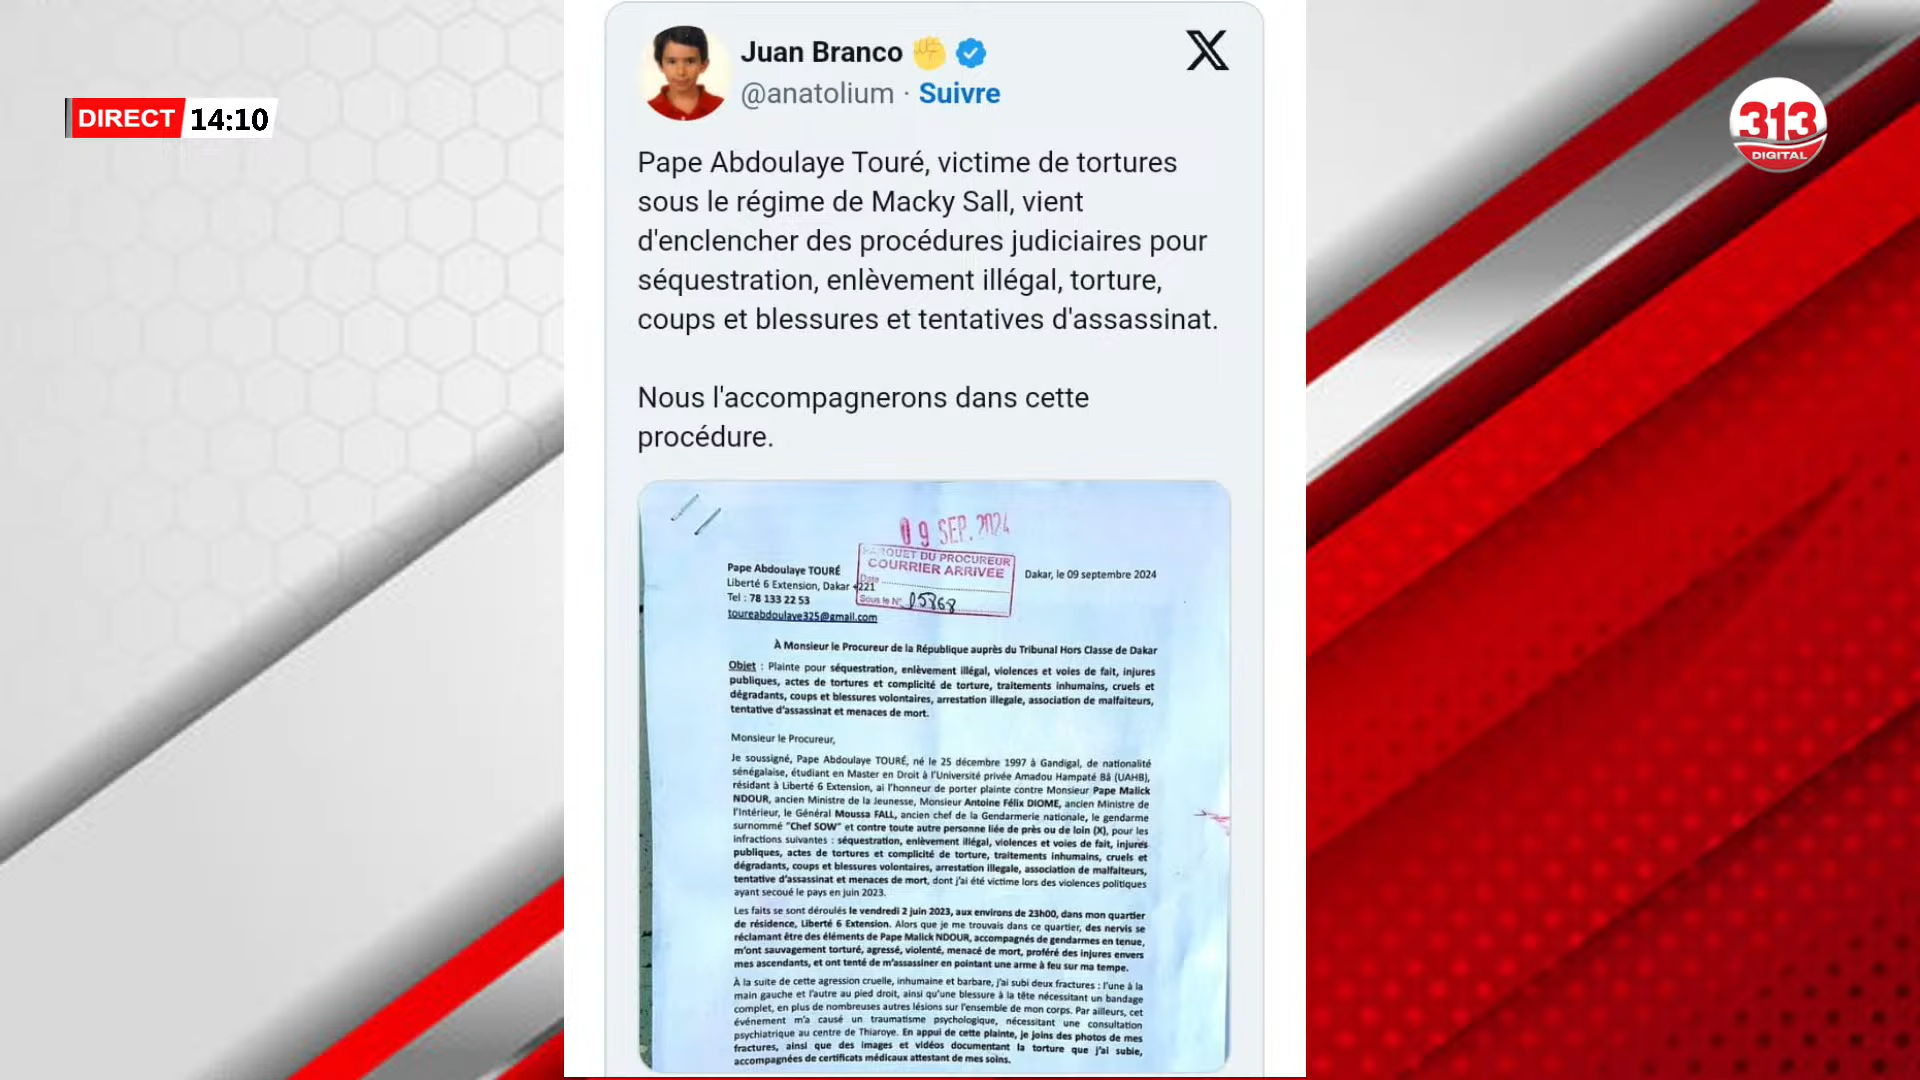 DIRECT 14:10
313
DIGITAL
Juan Branco
@anatolium · Suivre
Pape Abdoulaye Touré, victime de tortures
sous le régime de Macky Sall, vient
d'enclencher des procédures judiciaires pour
séquestration, enlèvement illégal, torture,
coups et blessures et tentatives d'assassinat.
Nous l'accompagnerons dans cette
procédure.
09 SEP. 2024
PARQUET DU PROCUREUR
COURRIER ARRIVEE
Date
Sous le N° 05868
Pape Abdoulaye TOURÉ
Liberté 6 Extension, Dakar +221
Tel : 78 133 22 53
toureabdoulaye325@gmail.com
Dakar, le 09 septembre 2024
À Monsieur le Procureur de la République auprès du Tribunal Hors Classe de Dakar
Objet : Plainte pour séquestration, enlèvement illégal, violences et voies de fait, injures
publiques, actes de tortures et complicité de torture, traitements inhumains, cruels et
dégradants, coups et blessures volontaires, arrestation illegale, association de malfaiteurs,
tentative d'assassinat et menaces de mort.
Monsieur le Procureur,
Je soussigné, Pape Abdoulaye TOURÉ, né le 25 décembre 1997 à Gandigal, de nationalité
sénégalaise, étudiant en Master en Droit à l'Université privée Amadou Hampaté Bâ (UAHB),
résidant à Liberté 6 Extension, ai l'honneur de porter plainte contre Monsieur Pape Malick
NDOUR, ancien Ministre de la Jeunesse, Monsieur Antoine Félix DIOME, ancien Ministre de
l'Intérieur, le Général Moussa FALL, ancien chef de la Gendarmerie nationale, le gendarme
surnommé "Chef SOW" et contre toute autre personne liée de près ou de loin (X), pour les
infractions suivantes : séquestration, enlèvement illégal, violences et voies de fait, injures
publiques, actes de tortures et complicité de torture, traitements inhumains, cruels et
dégradants, coups et blessures volontaires, arrestation illegale, association de malfaiteurs,
tentative d'assassinat et menaces de mort, dont j'ai été victime lors des violences politiques
ayant secoué le pays en juin 2023.
Les faits se sont déroulés le vendredi 2 juin 2023, aux environs de 23h00, dans mon quartier
de résidence, Liberté 6 Extension. Alors que je me trouvais dans ce quartier, des nervis se
réclamant être des éléments de Pape Malick NDOUR, accompagnés de gendarmes en tenue,
m'ont sauvagement torturé, agressé, violenté, menacé de mort, proféré des injures envers
mes ascendants, et ont tenté de m'assassiner en pointant une arme à feu sur ma tempe.
À la suite de cette agression cruelle, inhumaine et barbare, j'ai subi deux fractures : l'une à la
main gauche et l'autre au pied droit, ainsi qu'une blessure à la tête nécessitant un bandage
complet, en plus de nombreuses autres lésions sur l'ensemble de mon corps. Par ailleurs, cet
événement m'a causé un traumatisme psychologique, nécessitant une consultation
psychiatrique au centre de Thiaroye. En appui de cette plainte, je joins des photos de mes
fractures, ainsi que des images et vidéos documentant la torture que j'ai subie,
accompagnées de certificats médicaux attestant de mes soins.